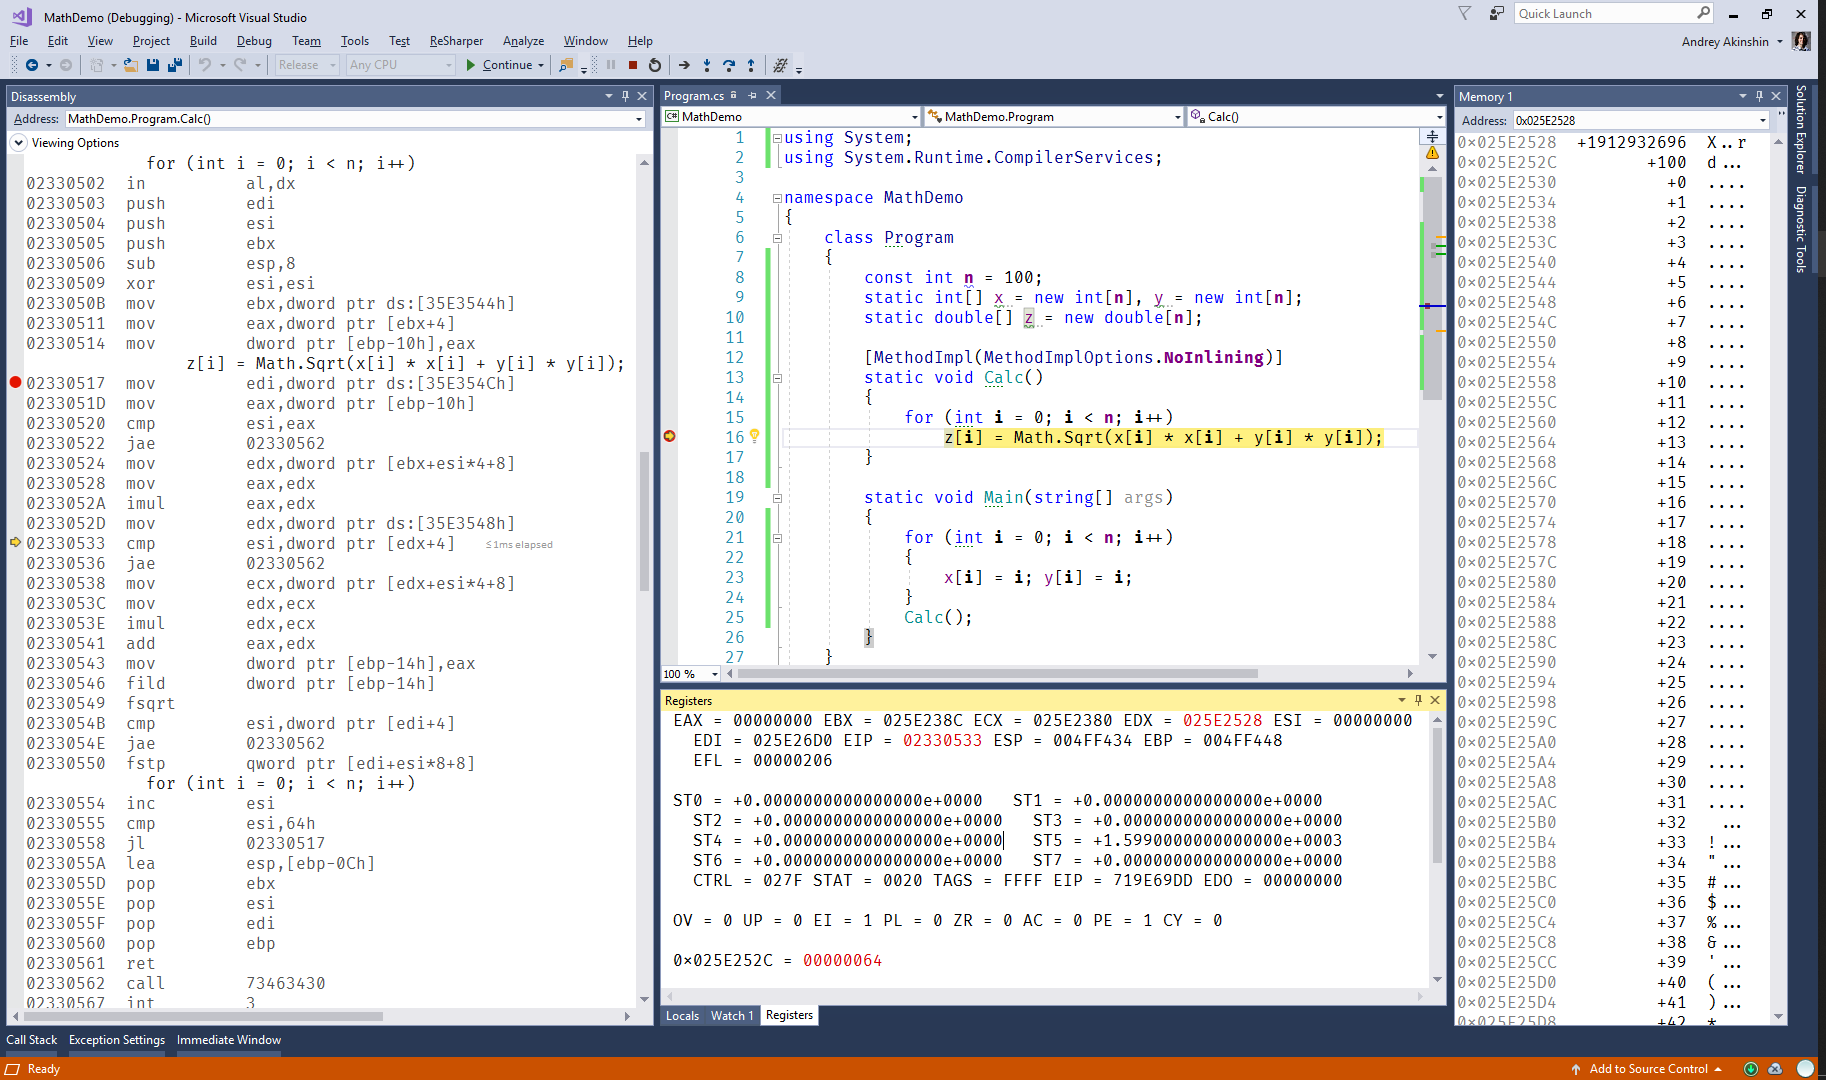 MathDemo (Debugging) - Microsoft Visual Studio
Quick Launch
File Edit View Project Build Debug Team Tools Test ReSharper Analyze Window Help
Andrey Akinshin
Release Any CPU Continue
Disassembly
Address: MathDemo.Program.Calc()
Viewing Options
for (int i = 0; i < n; i++)
02330502 in al,dx
02330503 push edi
02330504 push esi
02330505 push ebx
02330506 sub esp,8
02330509 xor esi,esi
0233050B mov ebx,dword ptr ds:[35E3544h]
02330511 mov eax,dword ptr [ebx+4]
02330514 mov dword ptr [ebp-10h],eax
z[i] = Math.Sqrt(x[i] * x[i] + y[i] * y[i]);
02330517 mov edi,dword ptr ds:[35E354Ch]
0233051D mov eax,dword ptr [ebp-10h]
02330520 cmp esi,eax
02330522 jae 02330562
02330524 mov edx,dword ptr [ebx+esi*4+8]
02330528 mov eax,edx
0233052A imul eax,edx
0233052D mov edx,dword ptr ds:[35E3548h]
02330533 cmp esi,dword ptr [edx+4] ≤1ms elapsed
02330536 jae 02330562
02330538 mov ecx,dword ptr [edx+esi*4+8]
0233053C mov edx,ecx
0233053E imul edx,ecx
02330541 add eax,edx
02330543 mov dword ptr [ebp-14h],eax
02330546 fild dword ptr [ebp-14h]
02330549 fsqrt
0233054B cmp esi,dword ptr [edi+4]
0233054E jae 02330562
02330550 fstp qword ptr [edi+esi*8+8]
for (int i = 0; i < n; i++)
02330554 inc esi
02330555 cmp esi,64h
02330558 jl 02330517
0233055A lea esp,[ebp-0Ch]
0233055D pop ebx
0233055E pop esi
0233055F pop edi
02330560 pop ebp
02330561 ret
02330562 call 73463430
02330567 int 3
Program.cs
MathDemo MathDemo.Program Calc()
1 using System;
2 using System.Runtime.CompilerServices;
3
4 namespace MathDemo
5 {
6 class Program
7 {
8 const int n = 100;
9 static int[] x = new int[n], y = new int[n];
10 static double[] z = new double[n];
11
12 [MethodImpl(MethodImplOptions.NoInlining)]
13 static void Calc()
14 {
15 for (int i = 0; i < n; i++)
16 z[i] = Math.Sqrt(x[i] * x[i] + y[i] * y[i]);
17 }
18
19 static void Main(string[] args)
20 {
21 for (int i = 0; i < n; i++)
22 {
23 x[i] = i; y[i] = i;
24 }
25 Calc();
26 }
27 }
100 %
Registers
EAX = 00000000 EBX = 025E238C ECX = 025E2380 EDX = 025E2528 ESI = 00000000
EDI = 025E26D0 EIP = 02330533 ESP = 004FF434 EBP = 004FF448
EFL = 00000206
ST0 = +0.0000000000000000e+0000 ST1 = +0.0000000000000000e+0000
ST2 = +0.0000000000000000e+0000 ST3 = +0.0000000000000000e+0000
ST4 = +0.0000000000000000e+0000 ST5 = +1.5990000000000000e+0003
ST6 = +0.0000000000000000e+0000 ST7 = +0.0000000000000000e+0000
CTRL = 027F STAT = 0020 TAGS = FFFF EIP = 719E69DD EDO = 00000000
OV = 0 UP = 0 EI = 1 PL = 0 ZR = 0 AC = 0 PE = 1 CY = 0
0x025E252C = 00000064
Locals Watch 1 Registers
Memory 1
Address: 0x025E2528
0x025E2528 +1912932696 X..r
0x025E252C +100 d...
0x025E2530 +0 ....
0x025E2534 +1 ....
0x025E2538 +2 ....
0x025E253C +3 ....
0x025E2540 +4 ....
0x025E2544 +5 ....
0x025E2548 +6 ....
0x025E254C +7 ....
0x025E2550 +8 ....
0x025E2554 +9 ....
0x025E2558 +10 ....
0x025E255C +11 ....
0x025E2560 +12 ....
0x025E2564 +13 ....
0x025E2568 +14 ....
0x025E256C +15 ....
0x025E2570 +16 ....
0x025E2574 +17 ....
0x025E2578 +18 ....
0x025E257C +19 ....
0x025E2580 +20 ....
0x025E2584 +21 ....
0x025E2588 +22 ....
0x025E258C +23 ....
0x025E2590 +24 ....
0x025E2594 +25 ....
0x025E2598 +26 ....
0x025E259C +27 ....
0x025E25A0 +28 ....
0x025E25A4 +29 ....
0x025E25A8 +30 ....
0x025E25AC +31 ....
0x025E25B0 +32 ...
0x025E25B4 +33 !...
0x025E25B8 +34 "...
0x025E25BC +35 #...
0x025E25C0 +36 $...
0x025E25C4 +37 %...
0x025E25C8 +38 &...
0x025E25CC +39 '...
0x025E25D0 +40 (...
0x025E25D4 +41 )...
0x025E25D8 +42 *...
Solution Explorer
Diagnostic Tools
Call Stack Exception Settings Immediate Window
Ready
Add to Source Control